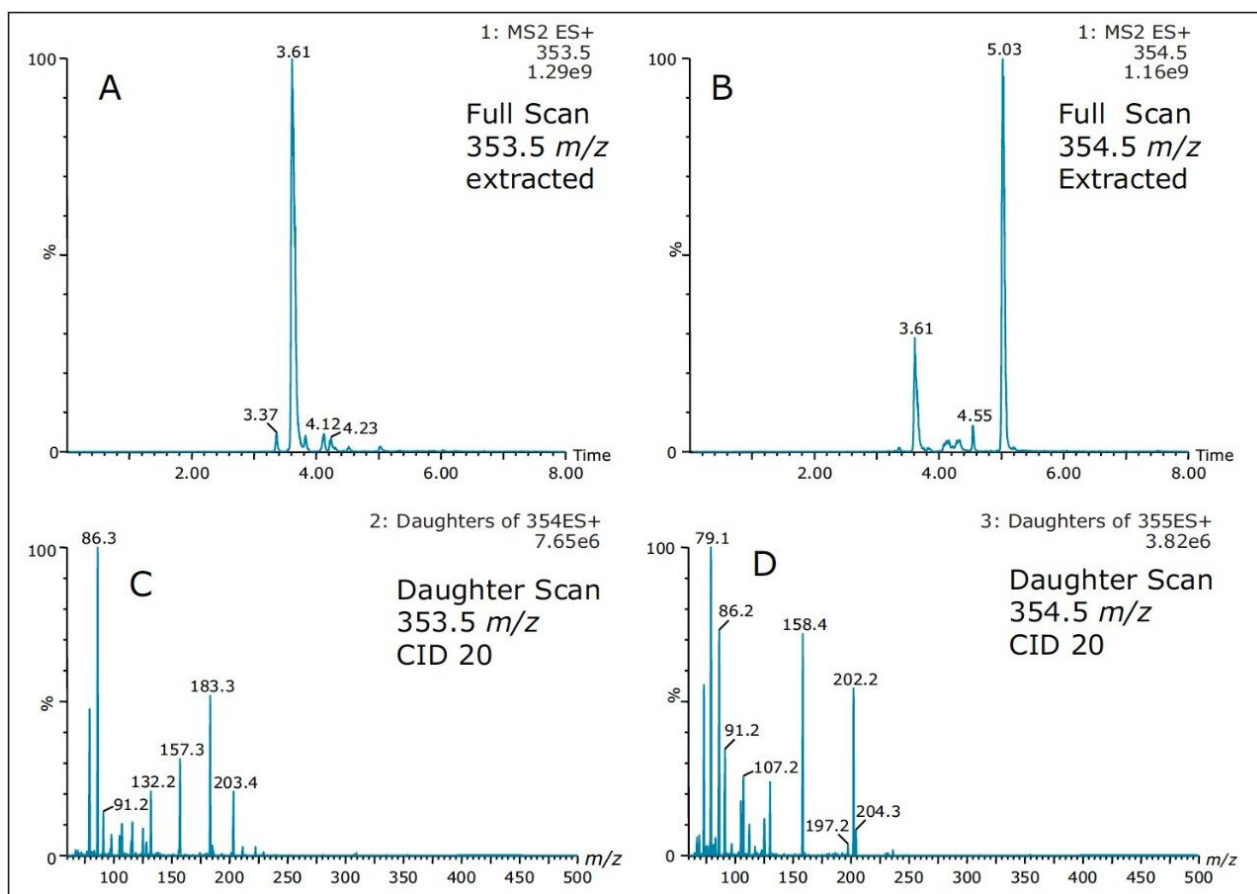 1: MS2 ES+
353.5
1.29e9
A
Full Scan
353.5 m/z
extracted
100
%
0
3.61
3.37
4.12
4.23
2.00
4.00
6.00
8.00
Time
1: MS2 ES+
354.5
1.16e9
B
Full Scan
354.5 m/z
Extracted
100
%
0
5.03
3.61
4.55
2.00
4.00
6.00
8.00
Time
2: Daughters of 354ES+
7.65e6
C
Daughter Scan
353.5 m/z
CID 20
100
%
0
86.3
183.3
157.3
132.2
203.4
91.2
100
150
200
250
300
350
400
450
500
m/z
3: Daughters of 355ES+
3.82e6
D
Daughter Scan
354.5 m/z
CID 20
100
%
0
79.1
86.2
158.4
202.2
91.2
107.2
204.3
197.2
100
150
200
250
300
350
400
450
500
m/z